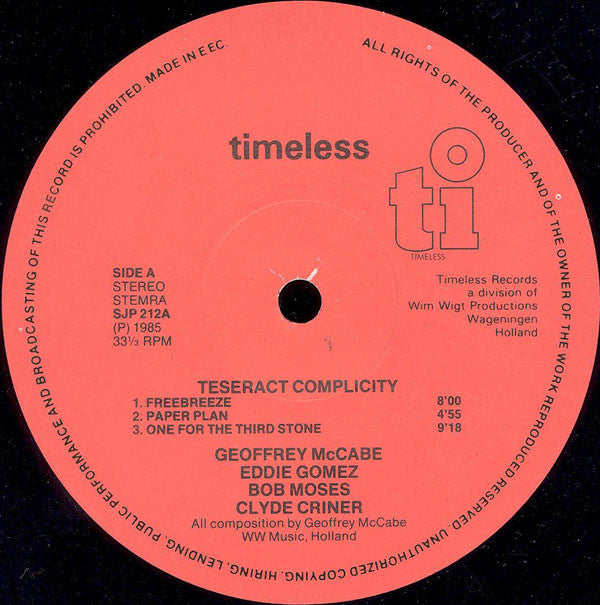 ALL RIGHTS OF THE PRODUCER AND OF THE OWNER OF THE WORK REPRODUCED RESERVED. UNAUTHORIZED COPYING. HIRING. LENDING. PUBLIC PERFORMANCE AND BROADCASTING OF THIS RECORD IS PROHIBITED. MADE IN EEC.
timeless
ti
TIMELESS
SIDE A
STEREO
STEMRA
SJP 212A
(P) 1985
33⅓ RPM
Timeless Records
a division of
Wim Wigt Productions
Wageningen
Holland
TESERACT COMPLICITY
1. FREEBREEZE 8'00
2. PAPER PLAN 4'55
3. ONE FOR THE THIRD STONE 9'18
GEOFFREY McCABE
EDDIE GOMEZ
BOB MOSES
CLYDE CRINER
All composition by Geoffrey McCabe
WW Music, Holland